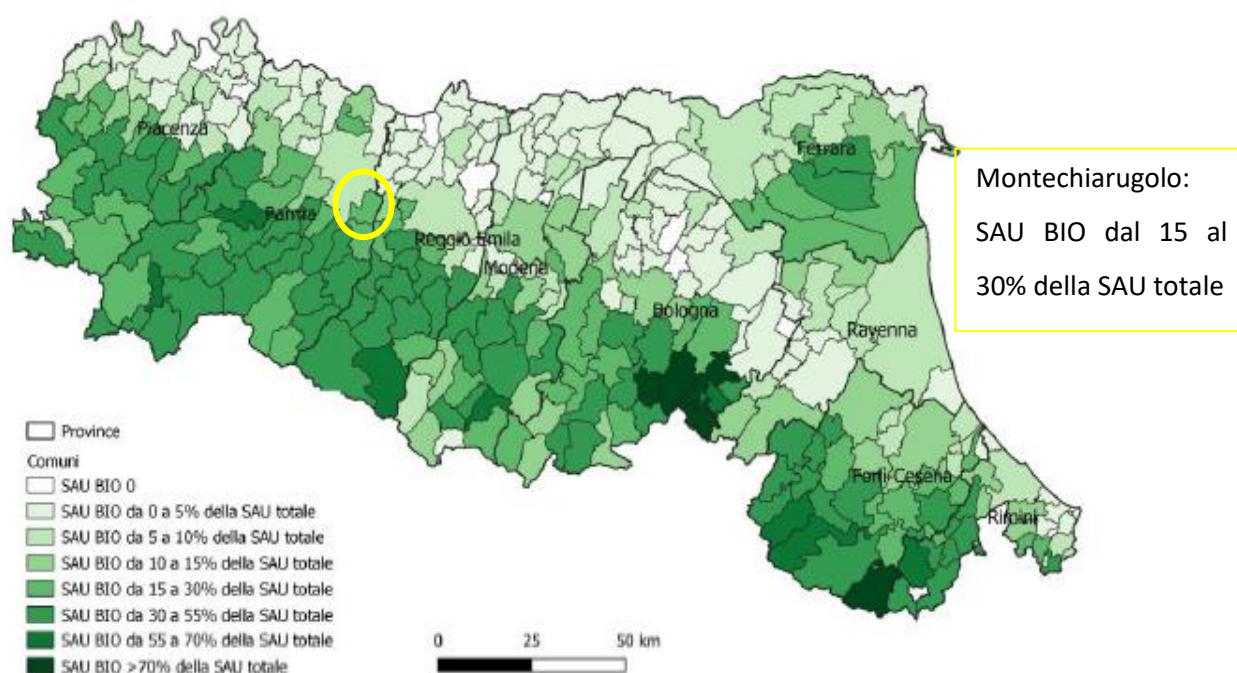 Piacenza
Parma
Reggio Emila
Modena
Ferrara
Bologna
Ravenna
Forlì-Cesena
Rimini
Montechiarugolo:
SAU BIO dal 15 al
30% della SAU totale
Province
Comuni
SAU BIO 0
SAU BIO da 0 a 5% della SAU totale
SAU BIO da 5 a 10% della SAU totale
SAU BIO da 10 a 15% della SAU totale
SAU BIO da 15 a 30% della SAU totale
SAU BIO da 30 a 55% della SAU totale
SAU BIO da 55 a 70% della SAU totale
SAU BIO >70% della SAU totale
0 25 50 km